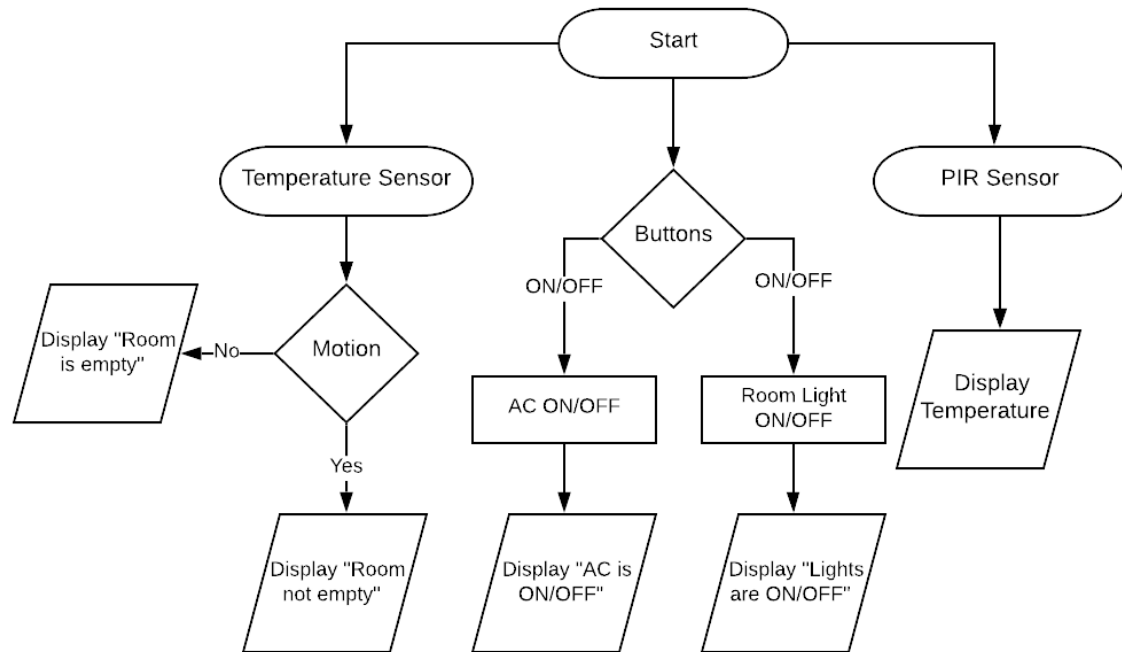 Start
Temperature Sensor
PIR Sensor
Buttons
ON/OFF
ON/OFF
Display "Room
is empty"
No
Motion
AC ON/OFF
Room Light
ON/OFF
Display
Temperature
Yes
Display "Room
not empty"
Display "AC is
ON/OFF"
Display "Lights
are ON/OFF"